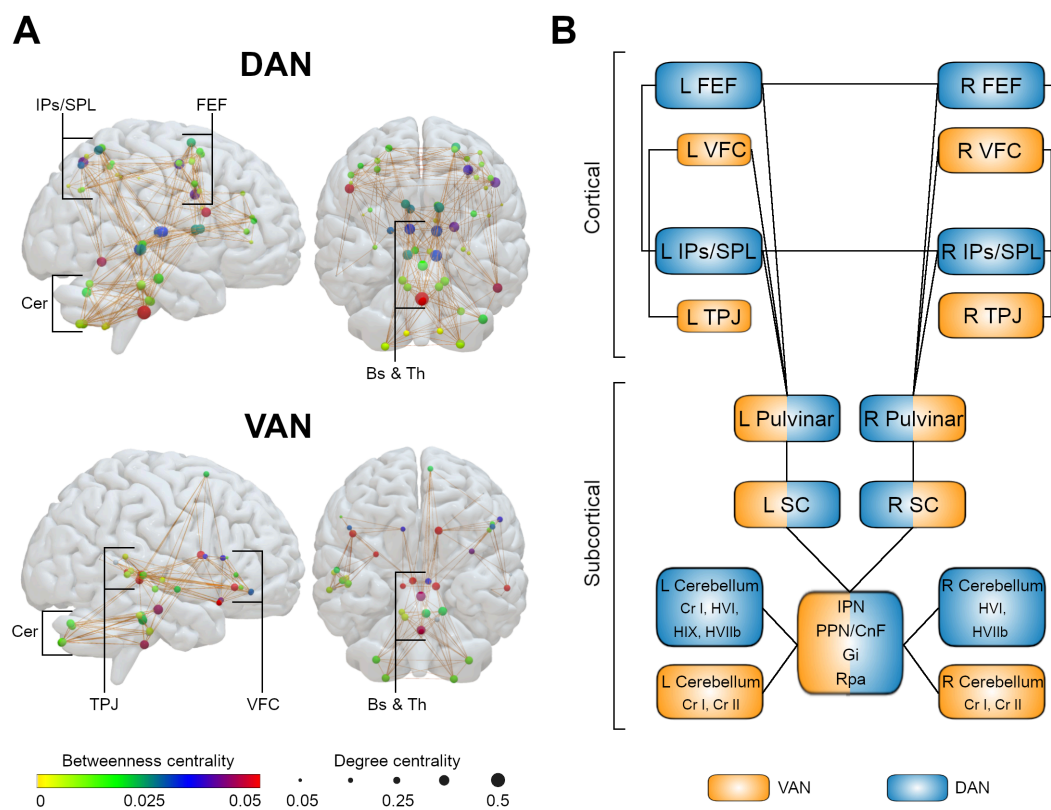 A
DAN
IPs/SPL
FEF
Cer
Bs & Th
VAN
Cer
TPJ
VFC
Bs & Th
Betweenness centrality
0
0.025
0.05
Degree centrality
0.05
0.25
0.5
B
Cortical
L FEF
R FEF
L VFC
R VFC
L IPs/SPL
R IPs/SPL
L TPJ
R TPJ
Subcortical
L Pulvinar
R Pulvinar
L SC
R SC
L Cerebellum
Cr I, HVI,
HIX, HVIIb
IPN
PPN/CnF
Gi
Rpa
R Cerebellum
HVI,
HVIIb
L Cerebellum
Cr I, Cr II
R Cerebellum
Cr I, Cr II
VAN
DAN